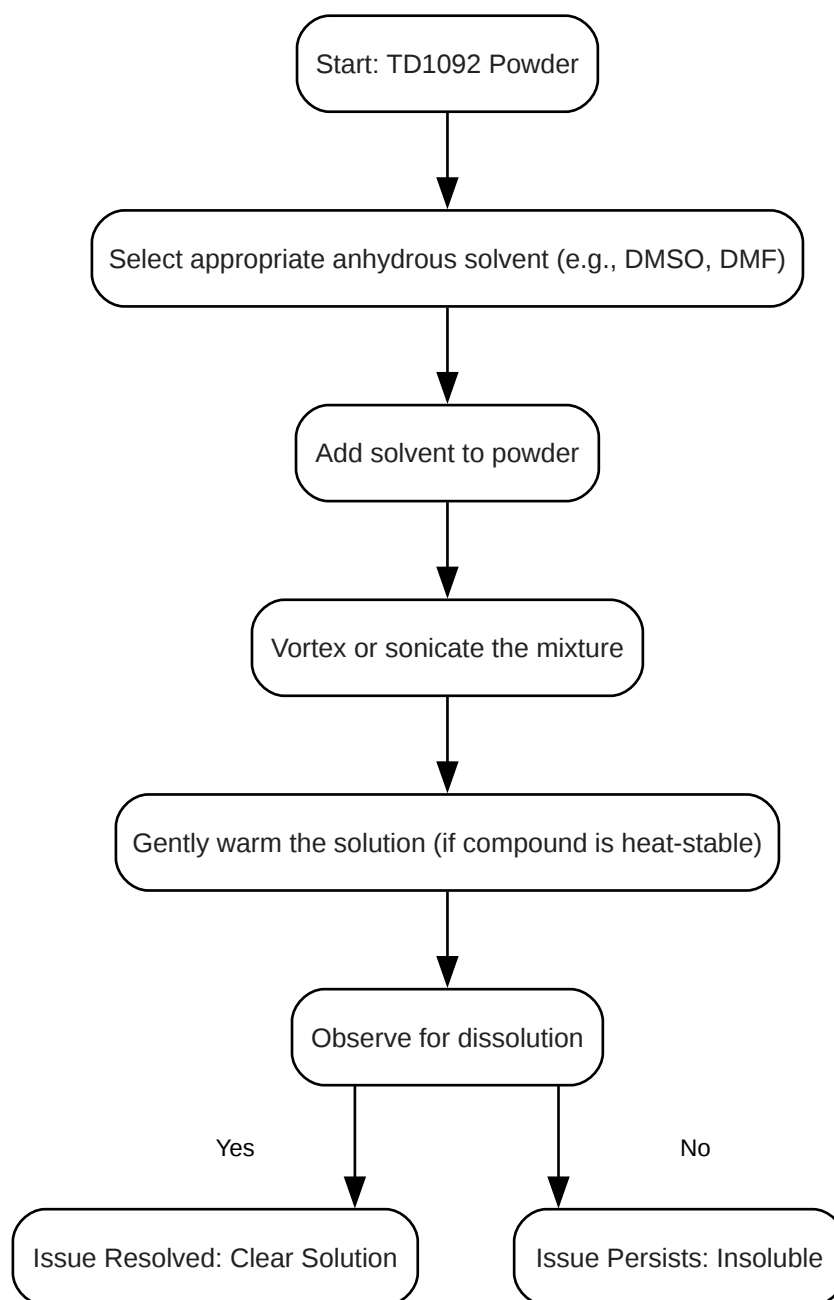 Start: TD1092 Powder
Select appropriate anhydrous solvent (e.g., DMSO, DMF)
Add solvent to powder
Vortex or sonicate the mixture
Gently warm the solution (if compound is heat-stable)
Observe for dissolution
Yes
No
Issue Resolved: Clear Solution
Issue Persists: Insoluble